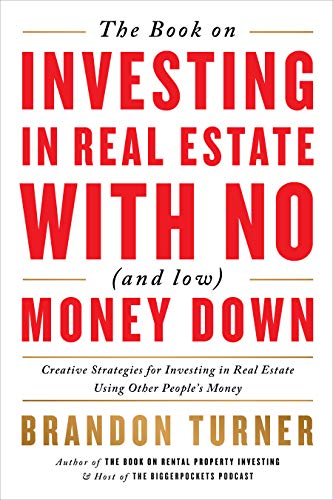 The Book on
INVESTING
IN REAL ESTATE
WITH NO
(and low)
MONEY DOWN
Creative Strategies for Investing in Real Estate
Using Other People's Money
BRANDON TURNER
Author of THE BOOK ON RENTAL PROPERTY INVESTING
& Host of THE BIGGERPOCKETS PODCAST